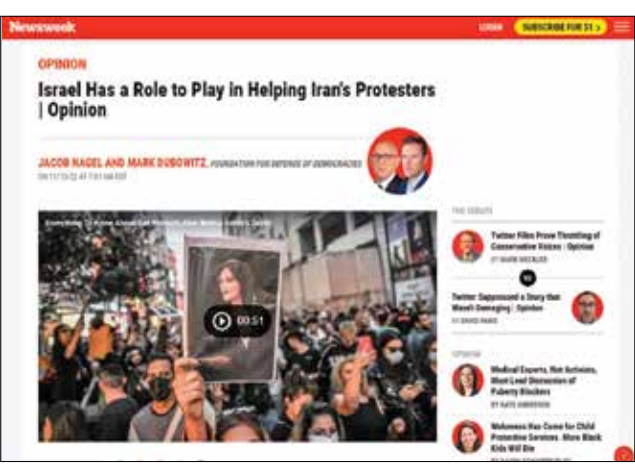 Newsweek
LOGIN
SUBSCRIBE FOR $1 >
OPINION
Israel Has a Role to Play in Helping Iran's Protesters
| Opinion
JACOB NAGEL AND MARK DUBOWITZ, FOUNDATION FOR DEFENSE OF DEMOCRACIES
00:51
THE DEBATE
Twitter Files Prove Throttling of
Conservative Voices | Opinion
VS
Twitter Suppressed a Story that
Wasn't Damaging | Opinion
OPINION
Medical Experts, Not Activists,
Must Lead Discussion of
Puberty Blockers
Wokeness Has Come for Child
Protective Services. More Black
Kids Will Die